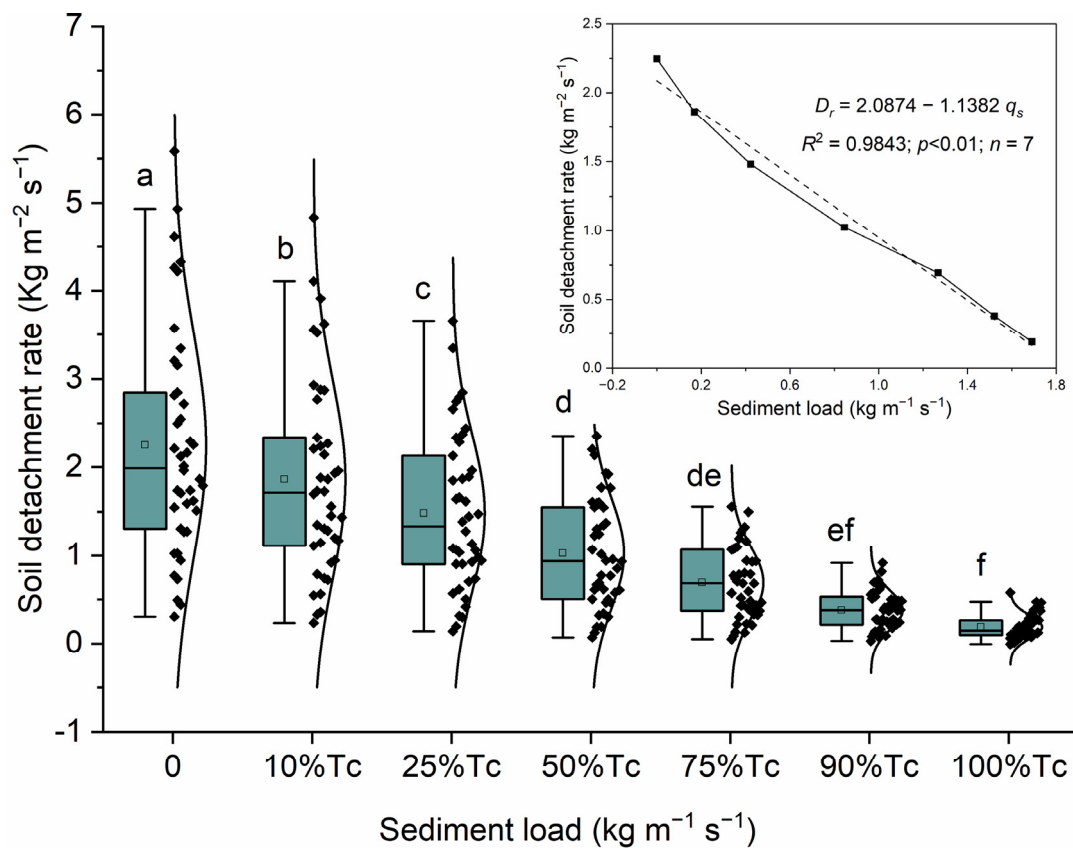 Soil detachment rate (Kg m⁻² s⁻¹)
7
6
5
4
3
2
1
0
-1
a
b
c
d
de
ef
f
0
10%Tc
25%Tc
50%Tc
75%Tc
90%Tc
100%Tc
Sediment load (kg m⁻¹ s⁻¹)
Soil detachment rate (kg m⁻² s⁻¹)
2.5
2.0
1.5
1.0
0.5
0.0
Dᵣ = 2.0874 − 1.1382 qₛ
R² = 0.9843; p<0.01; n = 7
−0.2
0.2
0.6
1.0
1.4
1.8
Sediment load (kg m⁻¹ s⁻¹)